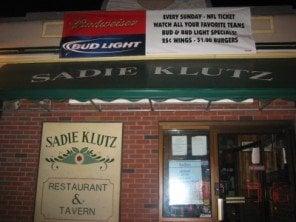 Budweiser
BUD LIGHT
EVERY SUNDAY - NFL TICKET
WATCH ALL YOUR FAVORITE TEAMS
BUD & BUD LIGHT SPECIALS!
25¢ WINGS - $1.00 BURGERS
SADIE KLUTZ
SADIE KLUTZ
RESTAURANT
&
TAVERN